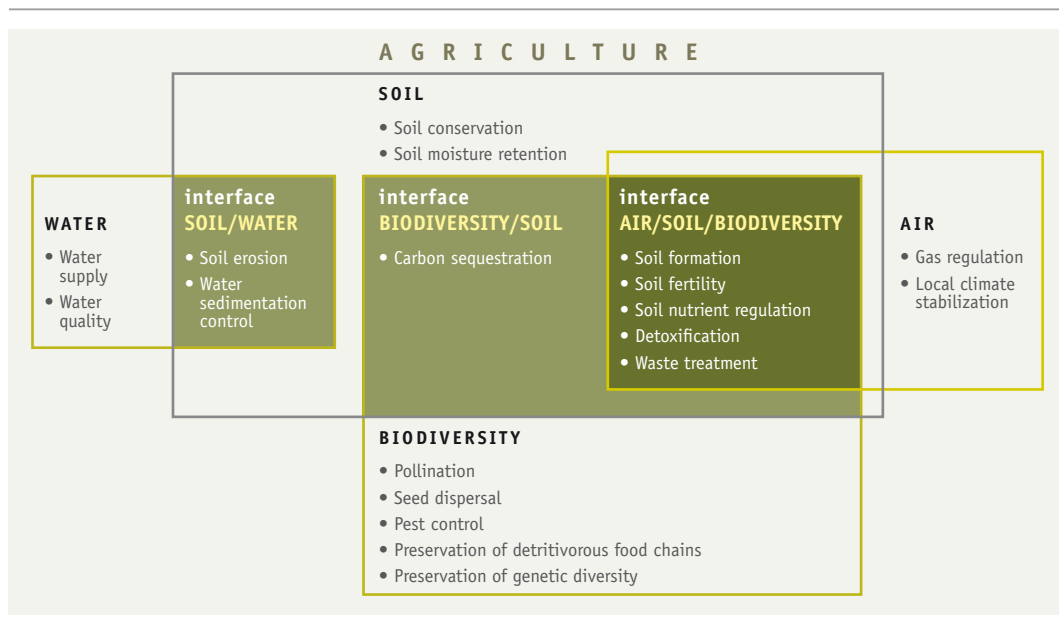 AGRICULTURE
SOIL
• Soil conservation
• Soil moisture retention
WATER
• Water
supply
• Water
quality
interface
SOIL/WATER
• Soil erosion
• Water
sedimentation
control
interface
BIODIVERSITY/SOIL
• Carbon sequestration
interface
AIR/SOIL/BIODIVERSITY
• Soil formation
• Soil fertility
• Soil nutrient regulation
• Detoxification
• Waste treatment
AIR
• Gas regulation
• Local climate
stabilization
BIODIVERSITY
• Pollination
• Seed dispersal
• Pest control
• Preservation of detritivorous food chains
• Preservation of genetic diversity